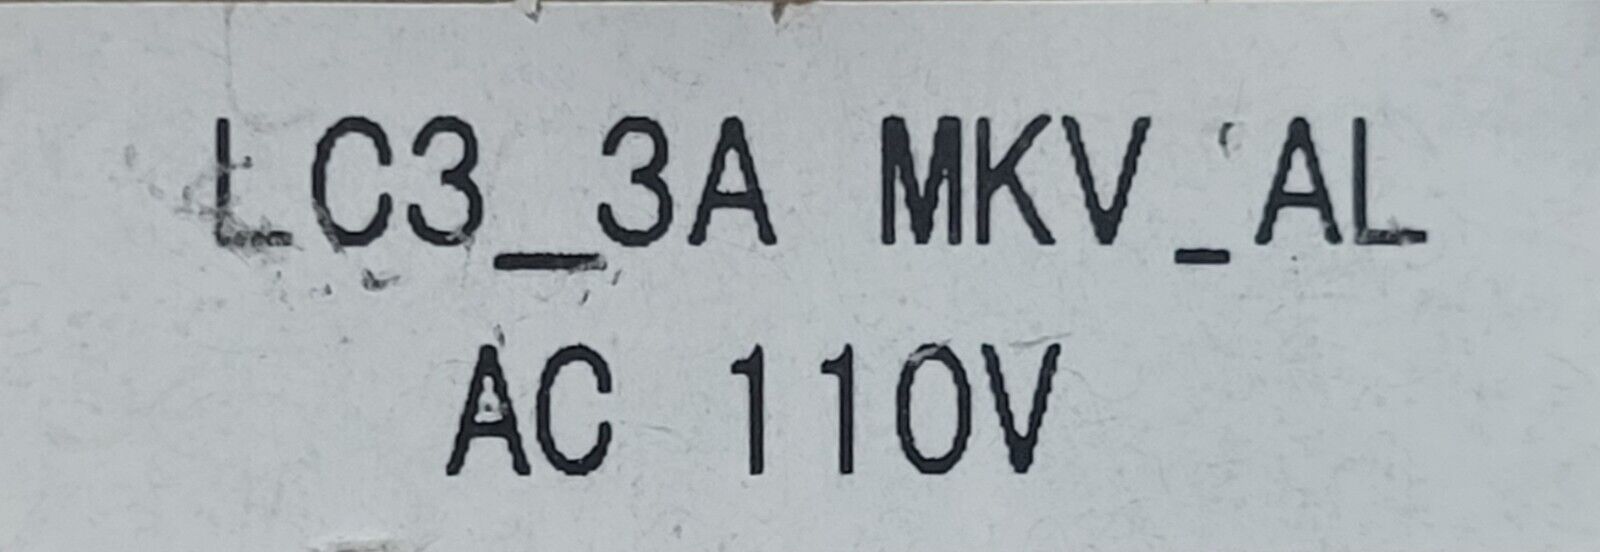 LC3_3A MKV_AL
AC 110V